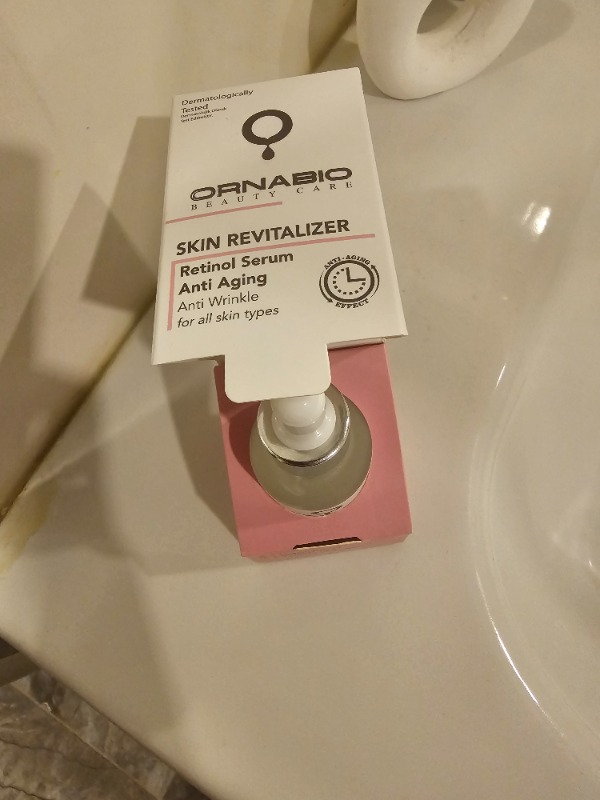 Dermatologically
Tested
ORNABIO
BEAUTY CARE
SKIN REVITALIZER
Retinol Serum
Anti Aging
Anti Wrinkle
for all skin types
ANTI-AGING
EFFECT